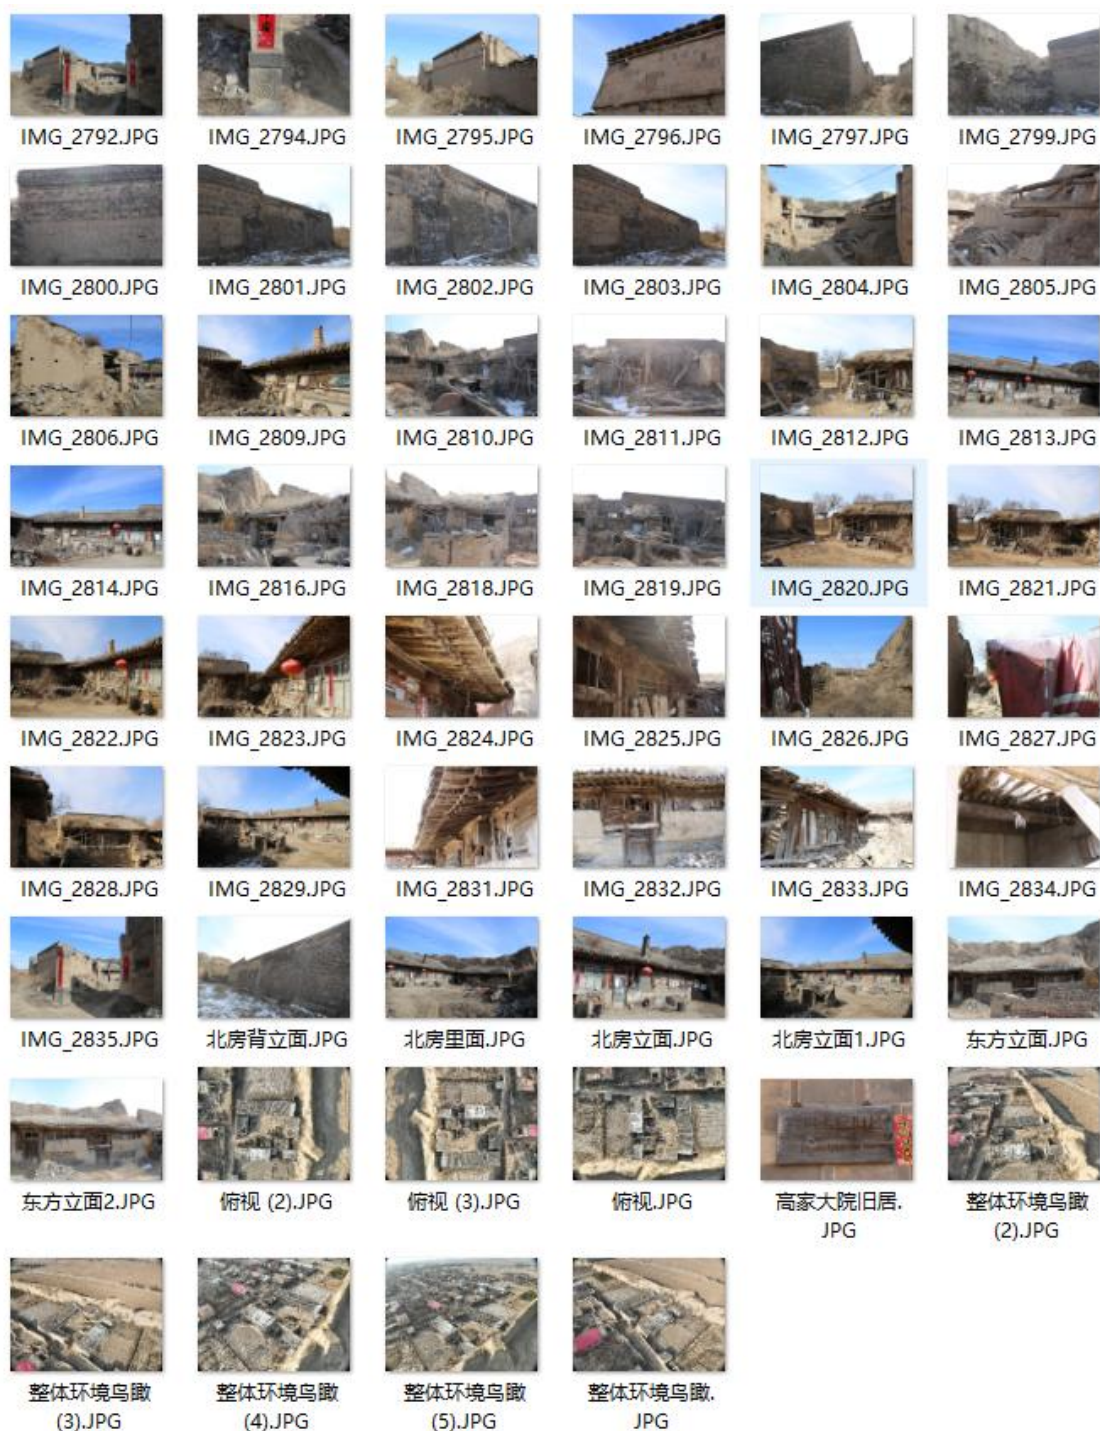 IMG_2792.JPG IMG_2794.JPG IMG_2795.JPG IMG_2796.JPG IMG_2797.JPG IMG_2799.JPG
IMG_2800.JPG IMG_2801.JPG IMG_2802.JPG IMG_2803.JPG IMG_2804.JPG IMG_2805.JPG
IMG_2806.JPG IMG_2809.JPG IMG_2810.JPG IMG_2811.JPG IMG_2812.JPG IMG_2813.JPG
IMG_2814.JPG IMG_2816.JPG IMG_2818.JPG IMG_2819.JPG IMG_2820.JPG IMG_2821.JPG
IMG_2822.JPG IMG_2823.JPG IMG_2824.JPG IMG_2825.JPG IMG_2826.JPG IMG_2827.JPG
IMG_2828.JPG IMG_2829.JPG IMG_2831.JPG IMG_2832.JPG IMG_2833.JPG IMG_2834.JPG
IMG_2835.JPG 北房背立面.JPG 北房里面.JPG 北房立面.JPG 北房立面1.JPG 东方立面.JPG
东方立面2.JPG 俯视 (2).JPG 俯视 (3).JPG 俯视.JPG 高家大院旧居. 整体环境鸟瞰
JPG (2).JPG
整体环境鸟瞰 整体环境鸟瞰 整体环境鸟瞰 整体环境鸟瞰.
(3).JPG (4).JPG (5).JPG JPG